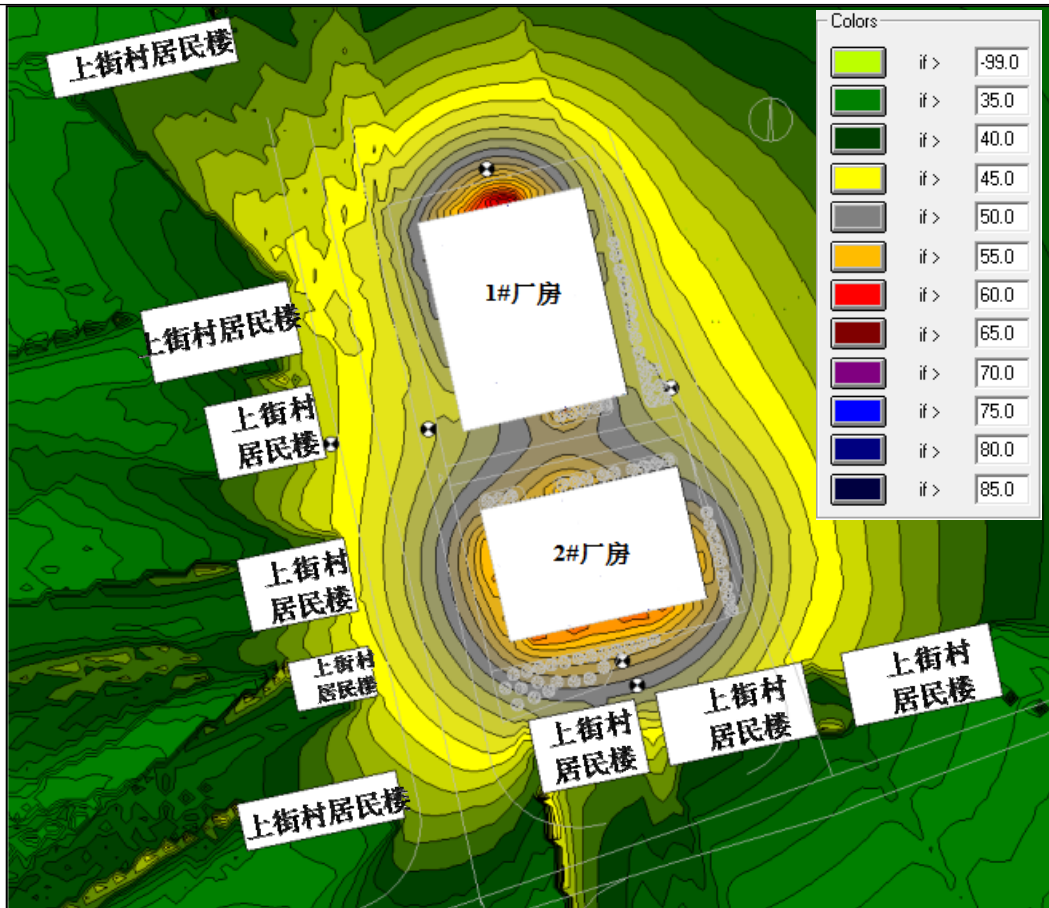 上街村居民楼
Colors
if > -99.0
if > 35.0
if > 40.0
if > 45.0
if > 50.0
if > 55.0
if > 60.0
if > 65.0
if > 70.0
if > 75.0
if > 80.0
if > 85.0
1#厂房
上街村居民楼
上街村
居民楼
2#厂房
上街村
居民楼
上街村
居民楼
上街村
居民楼
上街村
居民楼
上街村
居民楼
上街村居民楼